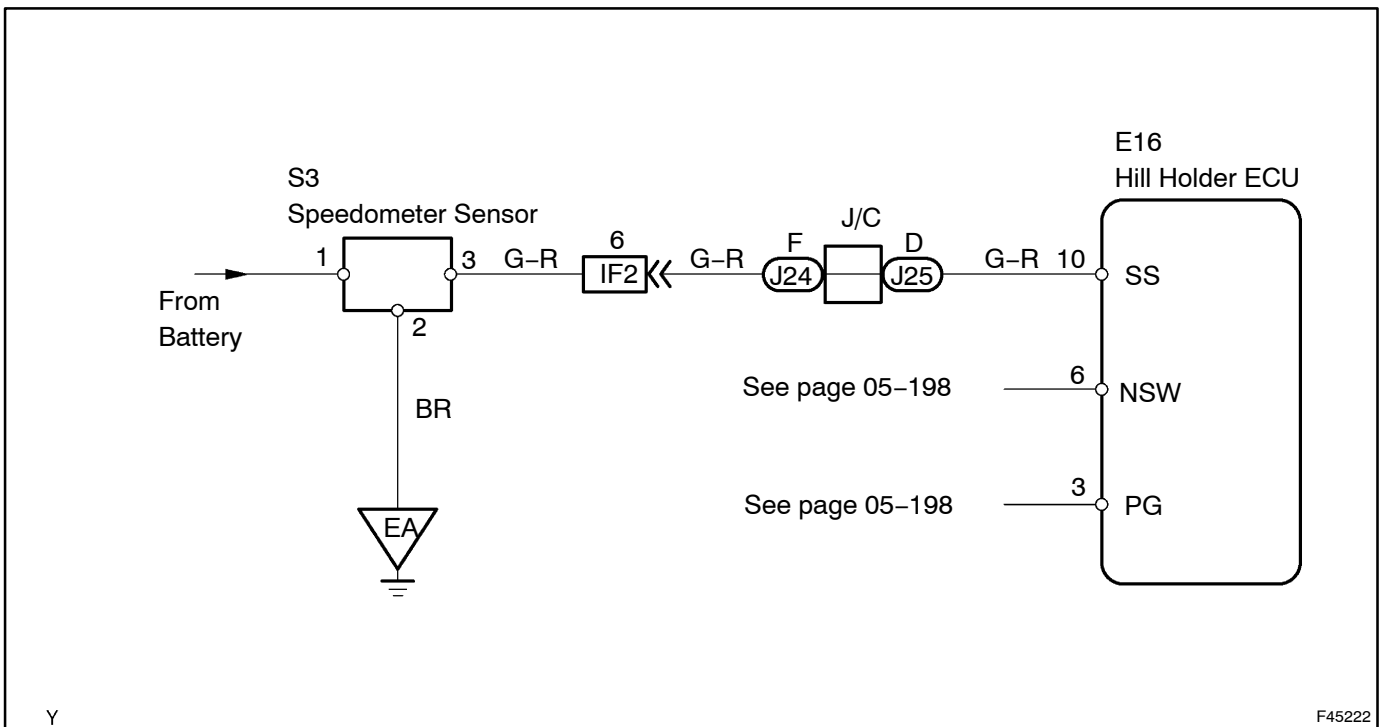 E16
Hill Holder ECU
S3
Speedometer Sensor
J/C
1
3
G–R
6
IF2
G–R
F
J24
D
J25
G–R
10
SS
From
Battery
2
BR
EA
See page 05–198
6
NSW
See page 05–198
3
PG
Y
F45222